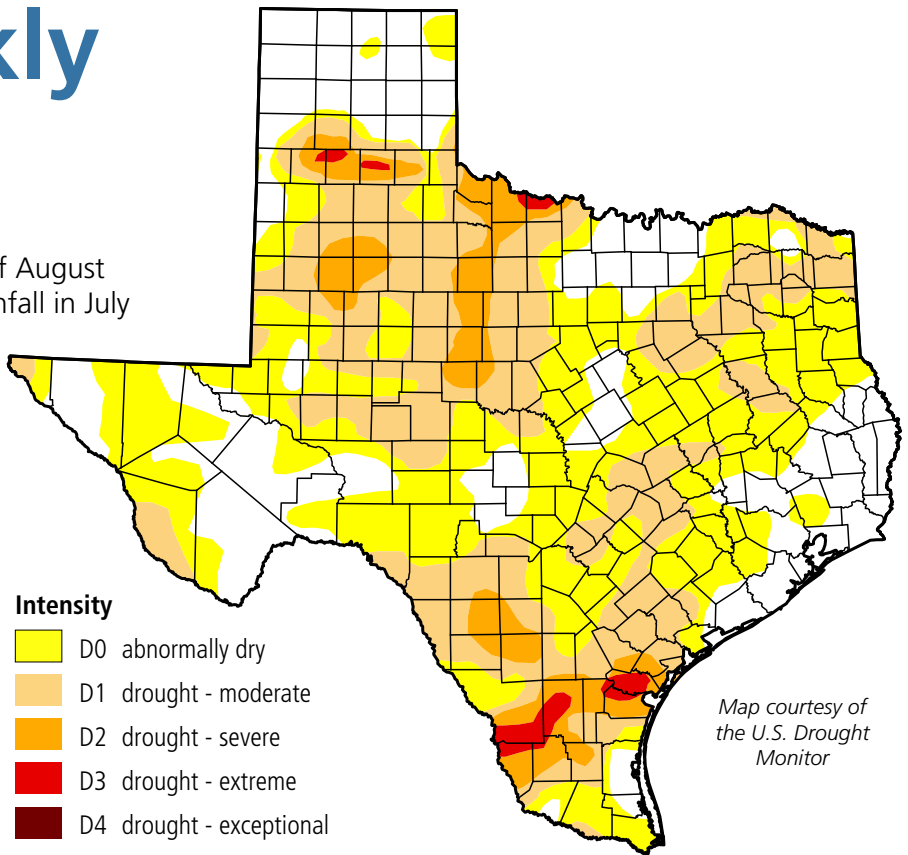 kly
f August
nfall in July
Intensity
D0 abnormally dry
D1 drought - moderate
D2 drought - severe
D3 drought - extreme
D4 drought - exceptional
Map courtesy of
the U.S. Drought
Monitor